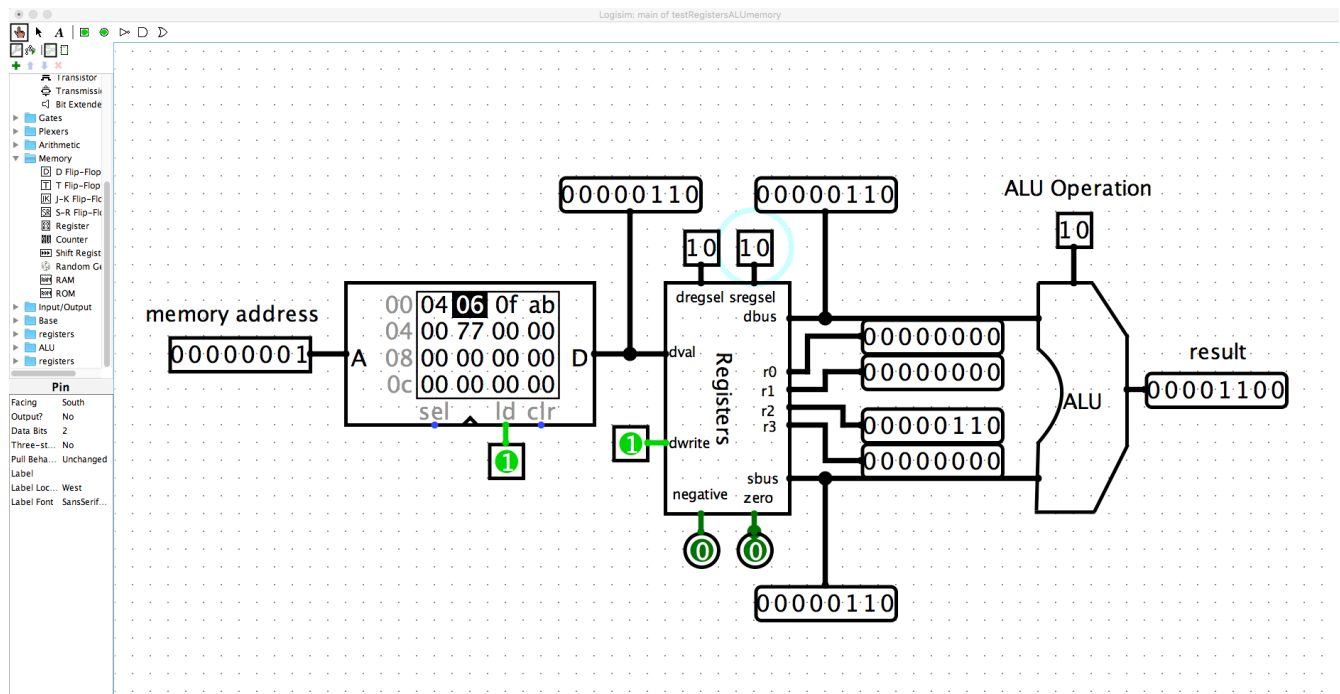 Logisim: main of testRegistersALUmemory
A
Transistor
Transmissi
Bit Extende
Gates
Plexers
Arithmetic
Memory
D D Flip-Flop
T T Flip-Flop
JK J-K Flip-Flo
SR S-R Flip-Flo
Register
Counter
Shift Regist
Random Ge
RAM RAM
ROM ROM
Input/Output
Base
registers
ALU
registers
Pin
Facing South
Output? No
Data Bits 2
Three-st... No
Pull Beha... Unchanged
Label
Label Loc... West
Label Font SansSerif...
memory address
00000001
A
00 04 06 0f ab
04 00 77 00 00
08 00 00 00 00
0c 00 00 00 00
D
sel ld clr
1
00000110
00000110
10
10
dregsel sregsel
dbus
dval
Registers
r0
r1
r2
r3
dwrite
1
sbus
negative zero
0
0
00000000
00000000
00000110
00000000
00000110
ALU Operation
10
ALU
result
00001100